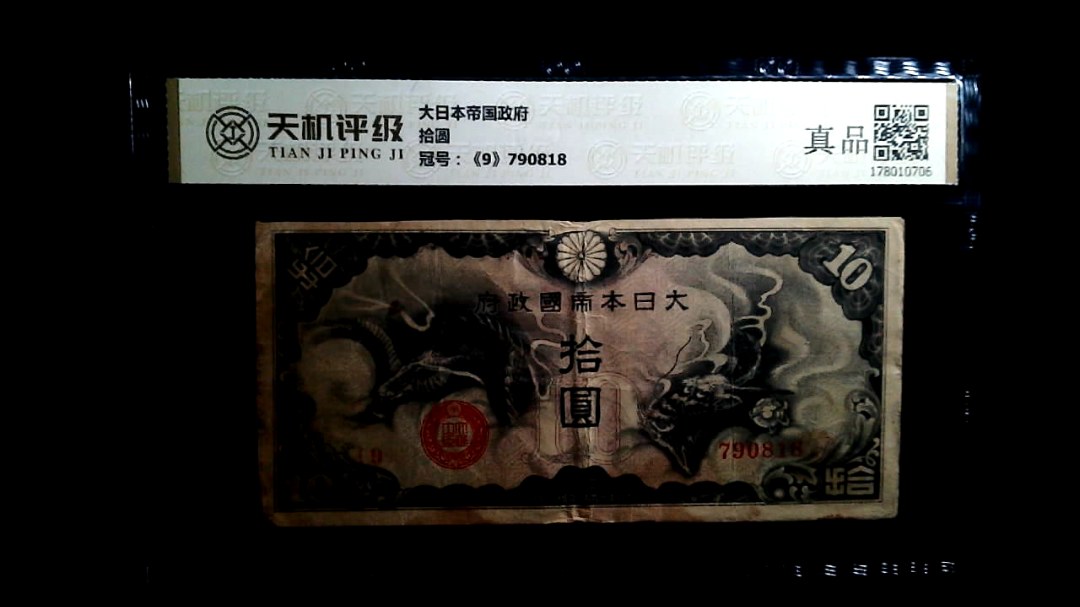 天机评级
TIAN JI PING JI
大日本帝国政府
拾圆
冠号：《9》790818
真品
178010706
拾
10
大日本帝國政府
拾圓
9
790818
拾